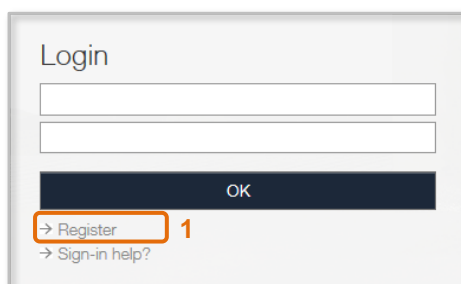 Login
OK
→ Register 1
→ Sign-in help?